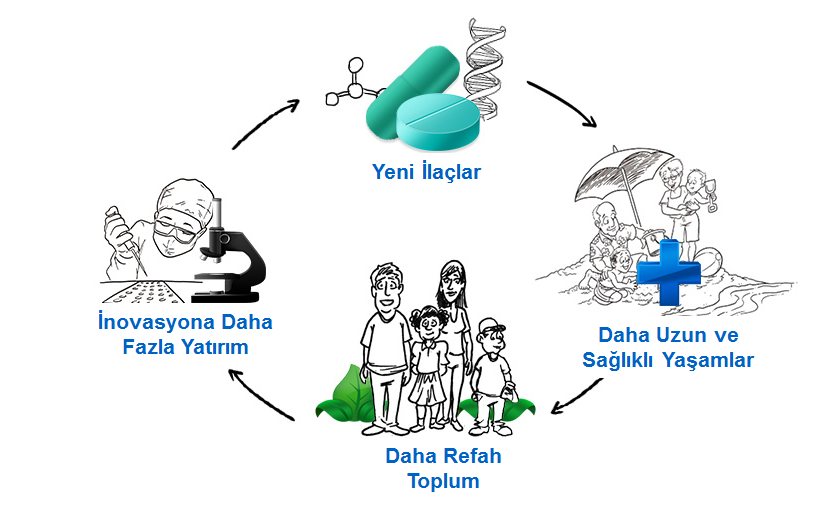 Yeni İlaçlar
Daha Uzun ve
Sağlıklı Yaşamlar
Daha Refah
Toplum
İnovasyona Daha
Fazla Yatırım